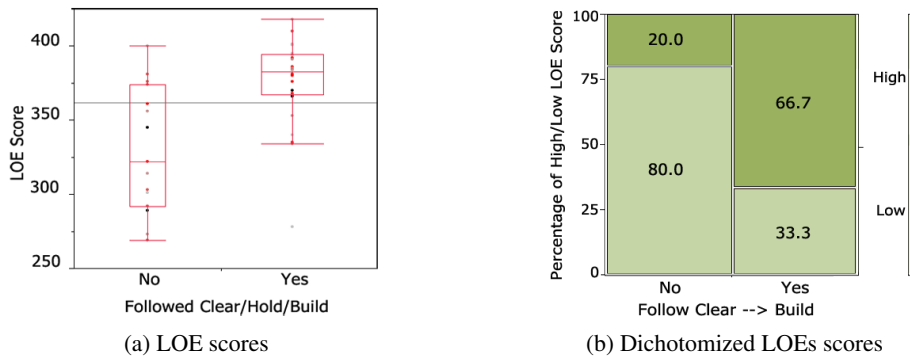 LOE Score
400
350
300
250
No
Yes
Followed Clear/Hold/Build
(a) LOE scores
Percentage of High/Low LOE Score
100
75
50
25
0
20.0
80.0
66.7
33.3
High
Low
No
Yes
Follow Clear --> Build
(b) Dichotomized LOEs scores